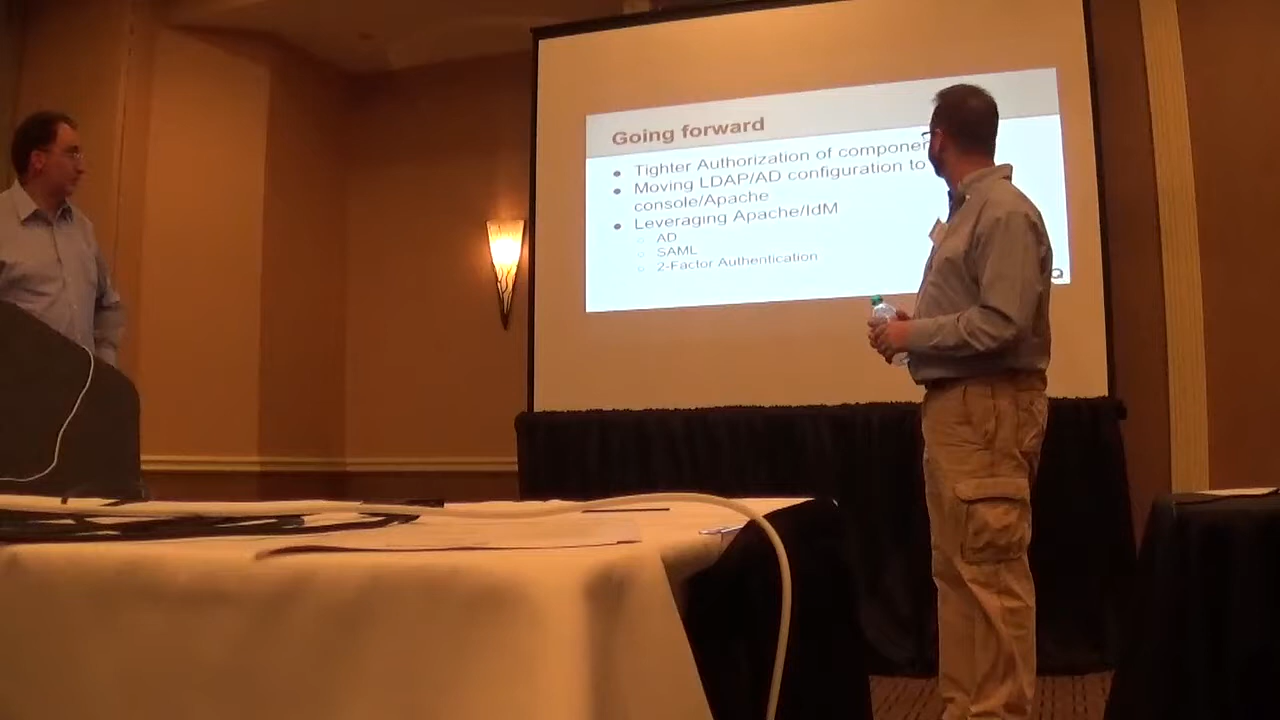 Going forward
• Tighter Authorization of componen
• Moving LDAP/AD configuration to
console/Apache
• Leveraging Apache/IdM
○ AD
○ SAML
○ 2-Factor Authentication
Q